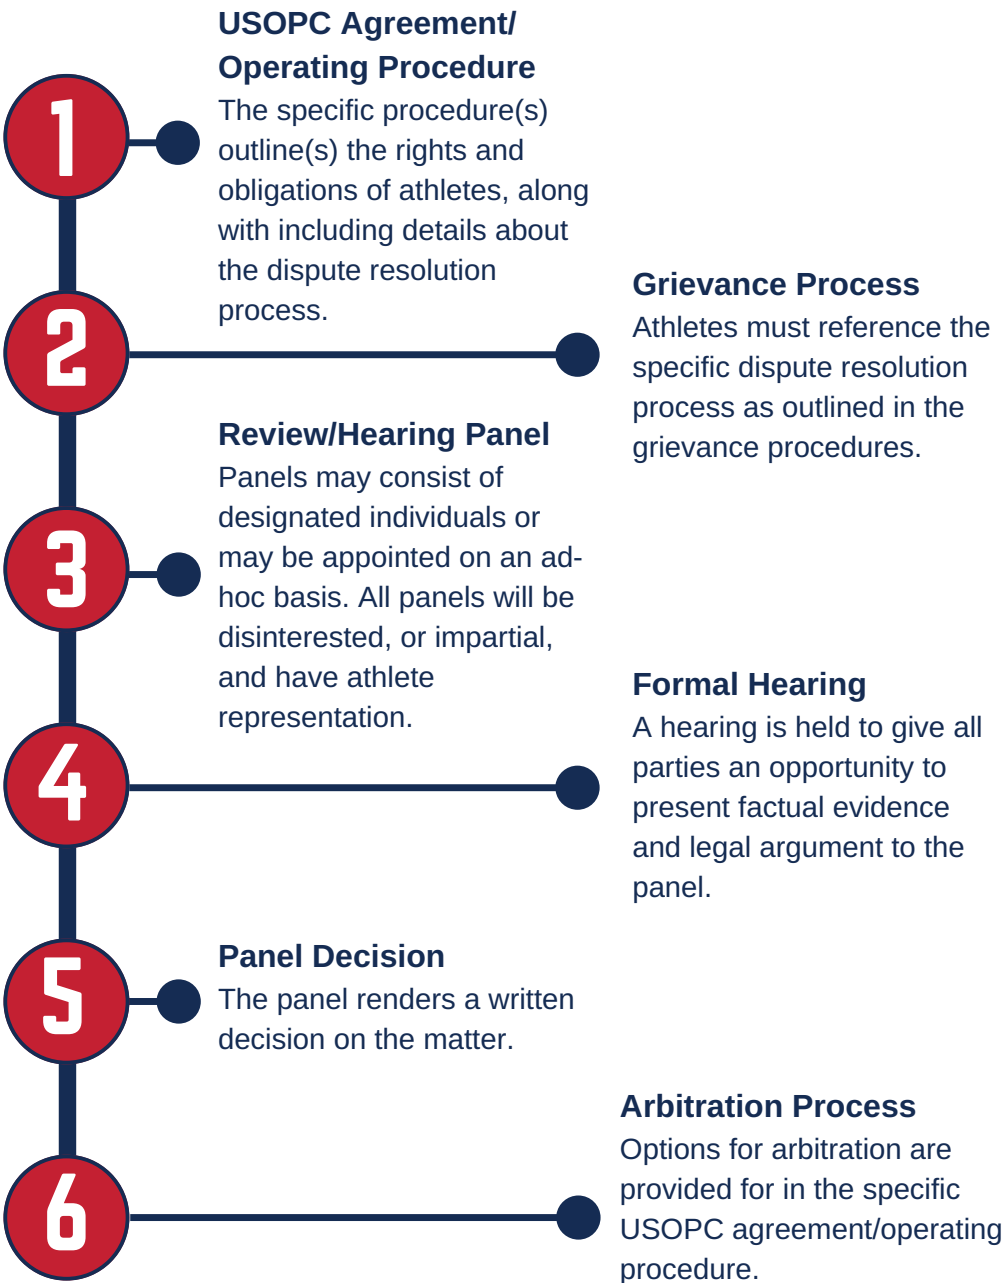 1
USOPC Agreement/
Operating Procedure
The specific procedure(s)
outline(s) the rights and
obligations of athletes, along
with including details about
the dispute resolution
process.
2
Grievance Process
Athletes must reference the
specific dispute resolution
process as outlined in the
grievance procedures.
3
Review/Hearing Panel
Panels may consist of
designated individuals or
may be appointed on an ad-
hoc basis. All panels will be
disinterested, or impartial,
and have athlete
representation.
4
Formal Hearing
A hearing is held to give all
parties an opportunity to
present factual evidence
and legal argument to the
panel.
5
Panel Decision
The panel renders a written
decision on the matter.
6
Arbitration Process
Options for arbitration are
provided for in the specific
USOPC agreement/operating
procedure.